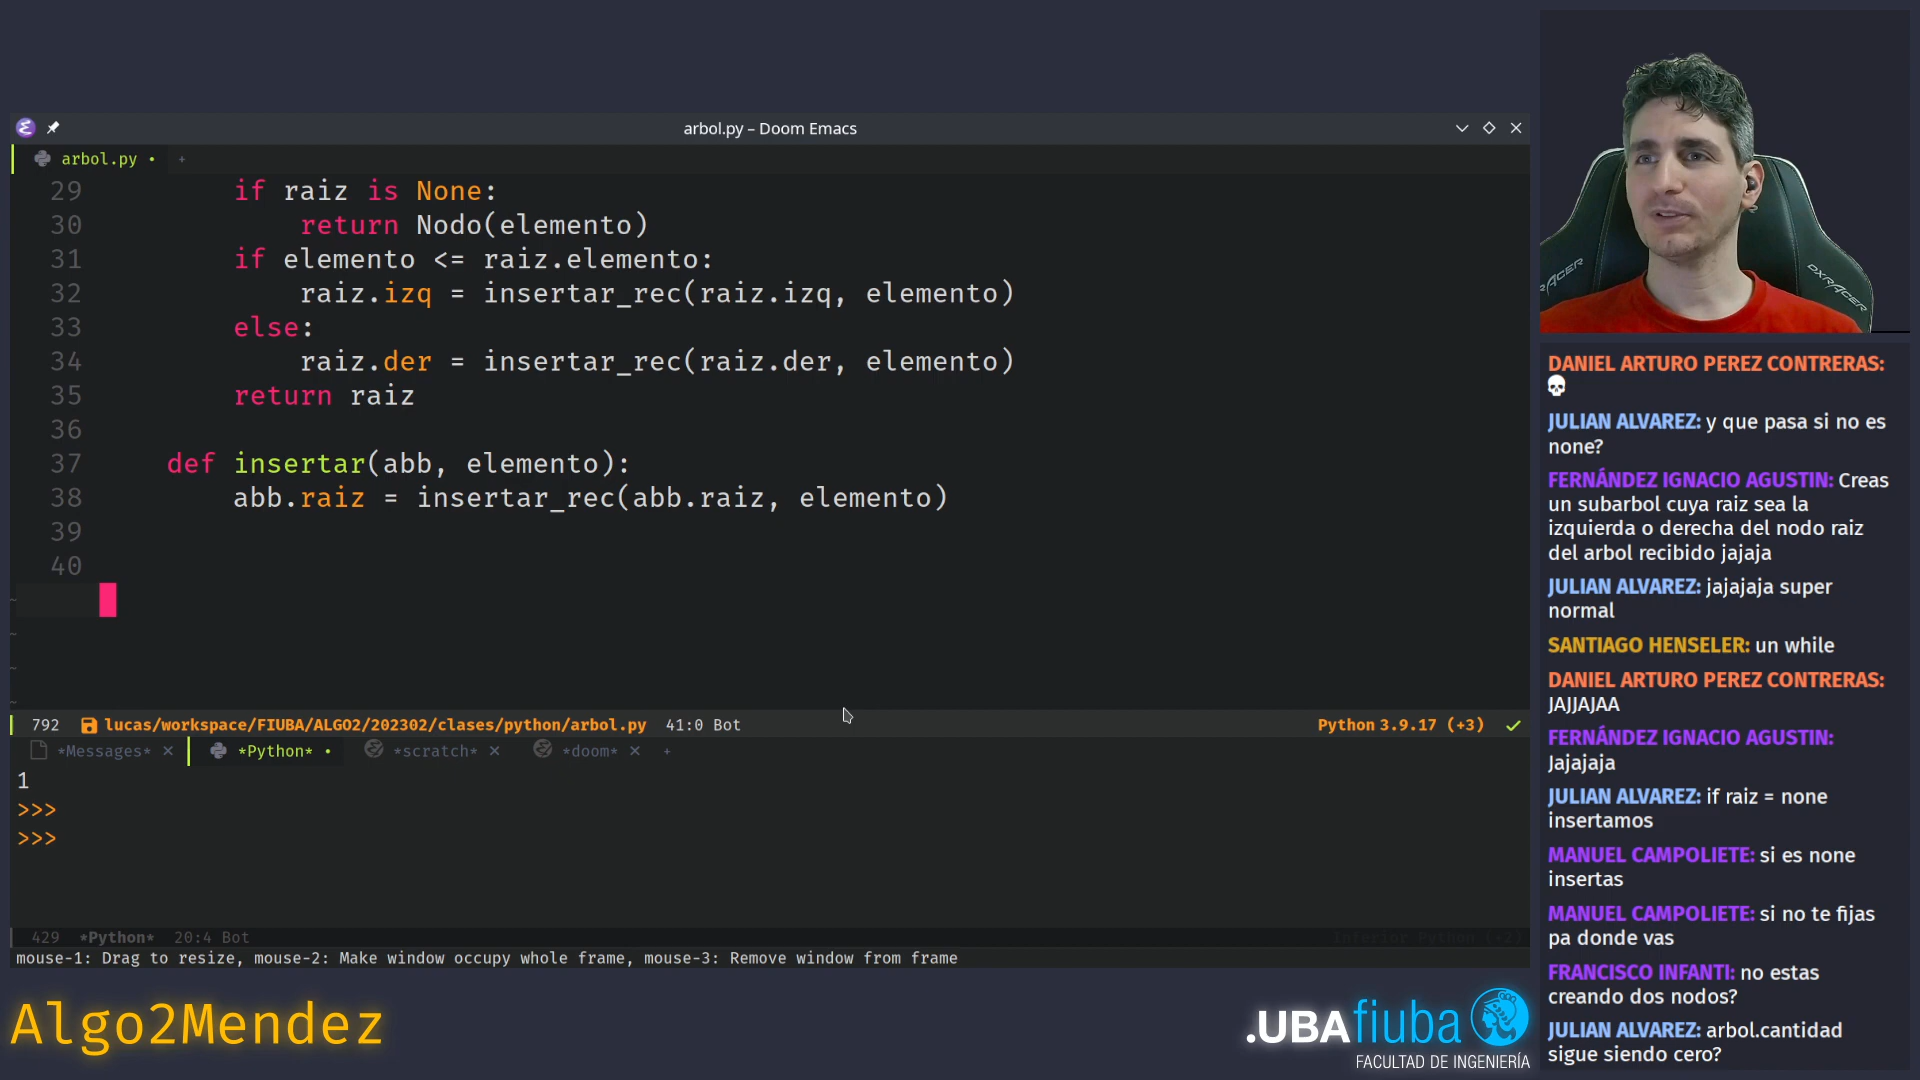 arbol.py – Doom Emacs
arbol.py • +
29 if raiz is None:
30 return Nodo(elemento)
31 if elemento <= raiz.elemento:
32 raiz.izq = insertar_rec(raiz.izq, elemento)
33 else:
34 raiz.der = insertar_rec(raiz.der, elemento)
35 return raiz
36
37 def insertar(abb, elemento):
38 abb.raiz = insertar_rec(abb.raiz, elemento)
39
40
~
~
~
~
792 lucas/workspace/FIUBA/ALGO2/202302/clases/python/arbol.py 41:0 Bot Python 3.9.17 (+3) ✓
*Messages* × *Python* • *scratch* × *doom* × +
1
>>>
>>>
429 *Python* 20:4 Bot Inferior Python (+2)
mouse-1: Drag to resize, mouse-2: Make window occupy whole frame, mouse-3: Remove window from frame
Algo2Mendez
.UBAfiuba
FACULTAD DE INGENIERÍA
DXRACER
DANIEL ARTURO PEREZ CONTRERAS:
💀
JULIAN ALVAREZ: y que pasa si no es
none?
FERNÁNDEZ IGNACIO AGUSTIN: Creas
un subarbol cuya raiz sea la
izquierda o derecha del nodo raiz
del arbol recibido jajaja
JULIAN ALVAREZ: jajajaja super
normal
SANTIAGO HENSELER: un while
DANIEL ARTURO PEREZ CONTRERAS:
JAJJAJAA
FERNÁNDEZ IGNACIO AGUSTIN:
Jajajaja
JULIAN ALVAREZ: if raiz = none
insertamos
MANUEL CAMPOLIETE: si es none
insertas
MANUEL CAMPOLIETE: si no te fijas
pa donde vas
FRANCISCO INFANTI: no estas
creando dos nodos?
JULIAN ALVAREZ: arbol.cantidad
sigue siendo cero?